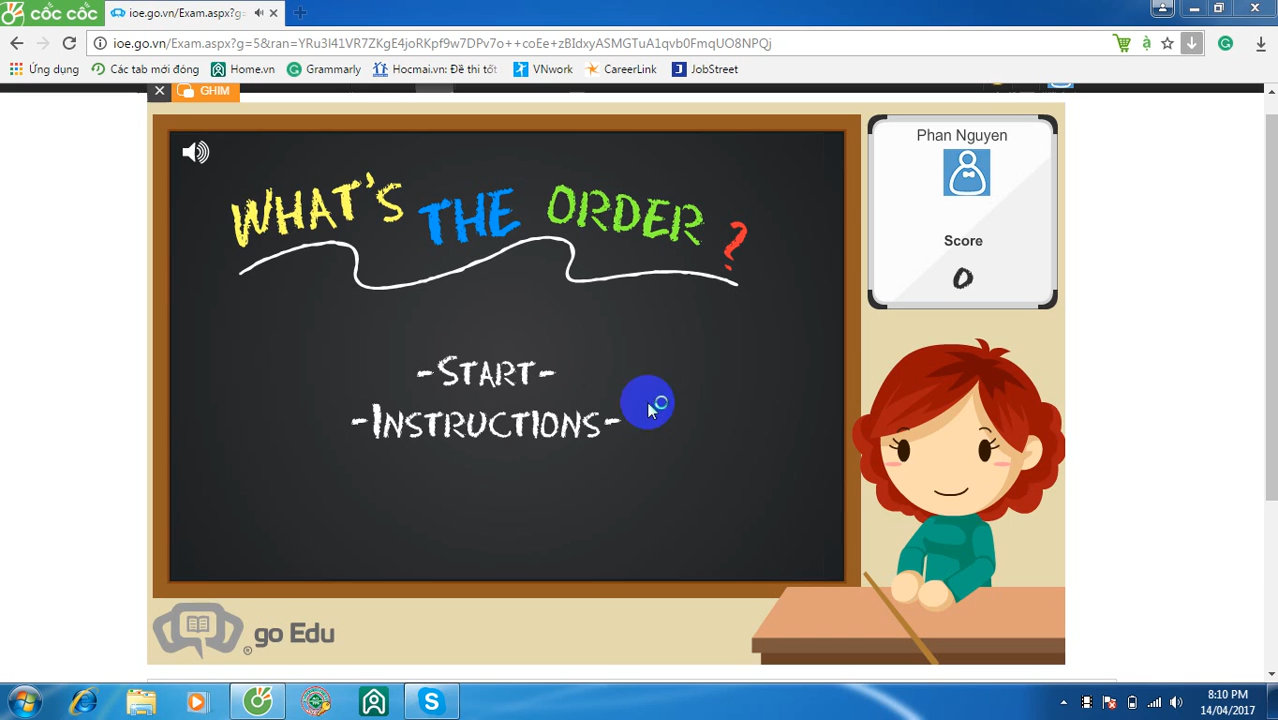 cốc cốc
ioe.go.vn/Exam.aspx?g=
ioe.go.vn/Exam.aspx?g=5&ran=YRu3l41VR7ZKgE4joRKpf9w7DPv7o++coEe+zBIdxyASMGTuA1qvb0FmqUO8NPQj
Ứng dụng
Các tab mới đóng
Home.vn
Grammarly
Hocmai.vn: Đề thi tốt
VNwork
CareerLink
JobStreet
GHIM
WHAT'S THE ORDER?
-START-
-INSTRUCTIONS-
Phan Nguyen
Score
0
go Edu
8:10 PM
14/04/2017